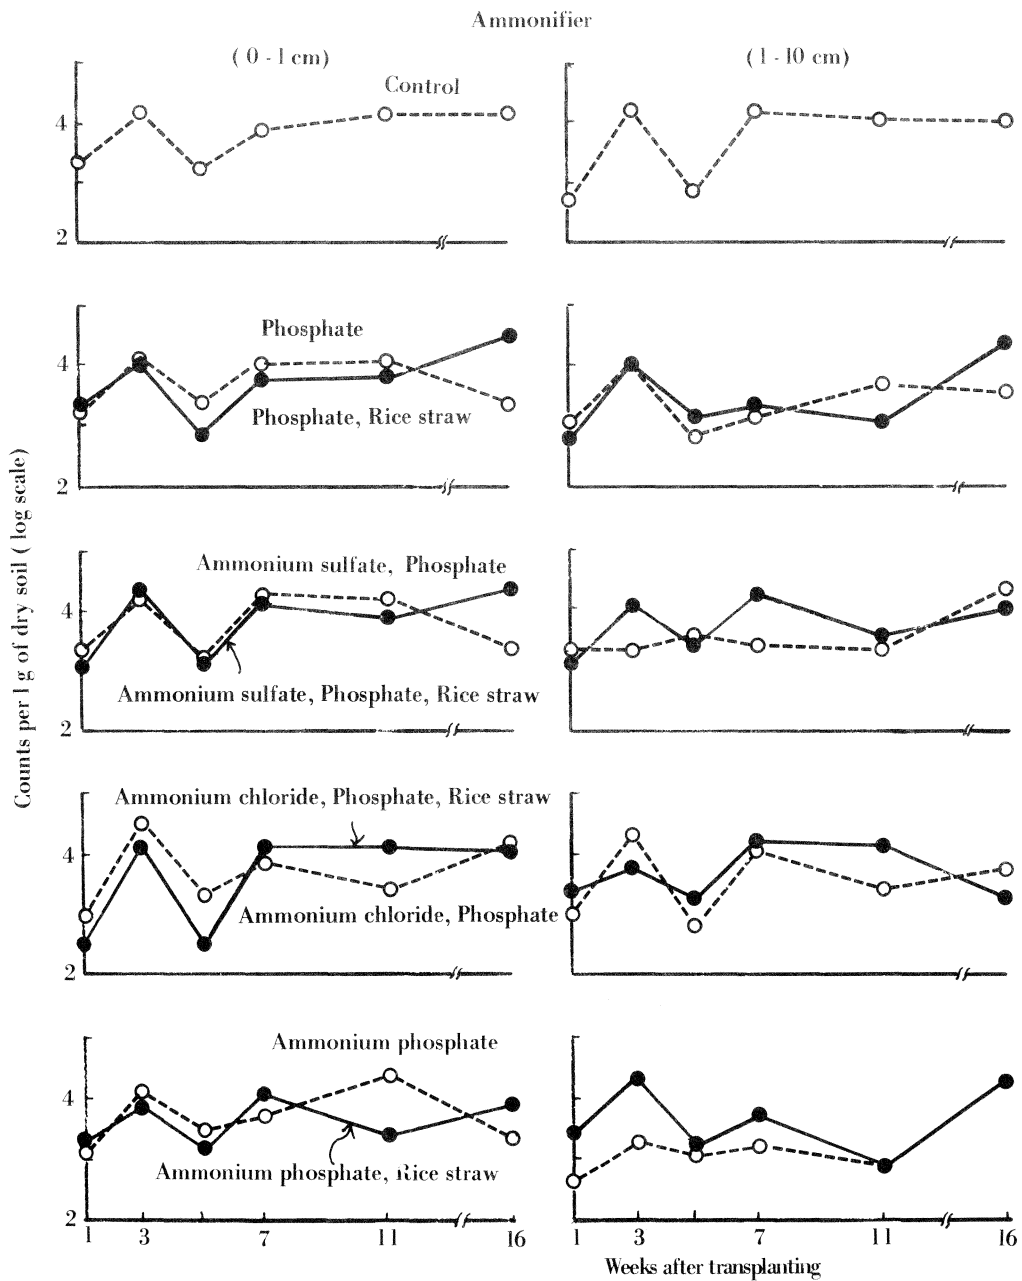 Ammonifier
(0-1 cm)
(1-10 cm)
Control
4
2
Phosphate
4
Phosphate, Rice straw
2
Counts per 1 g of dry soil (log scale)
Ammonium sulfate, Phosphate
4
Ammonium sulfate, Phosphate, Rice straw
2
Ammonium chloride, Phosphate, Rice straw
4
Ammonium chloride, Phosphate
2
Ammonium phosphate
4
Ammonium phosphate, Rice straw
2
1 3 7 11 16
1 3 7 11 16
Weeks after transplanting